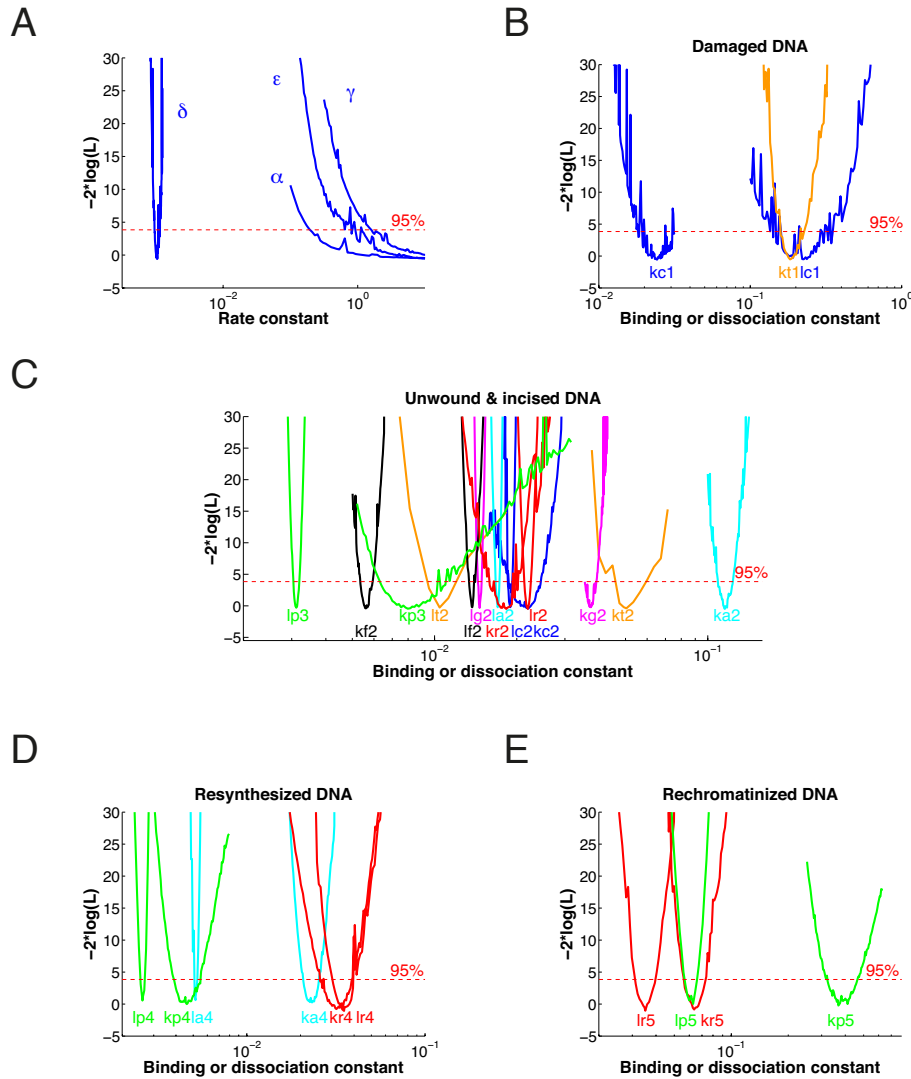 A
30
25
20
15
10
5
0
−5
−2*log(L)
δ
ε
γ
α
95%
10−2
100
Rate constant
B
Damaged DNA
30
25
20
15
10
5
0
−5
−2*log(L)
95%
kc1 kt1 lc1
10−2 10−1 100
Binding or dissociation constant
C
Unwound & incised DNA
30
25
20
15
10
5
0
−5
−2*log(L)
95%
lp3 kp3 lt2 lg2 la2 lr2 kg2 kt2 ka2
kf2 lf2 kr2 lc2 kc2
10−2 10−1
Binding or dissociation constant
D
Resynthesized DNA
30
25
20
15
10
5
0
−5
−2*log(L)
95%
lp4 kp4 la4 ka4 kr4 lr4
10−2 10−1
Binding or dissociation constant
E
Rechromatinized DNA
30
25
20
15
10
5
0
−5
−2*log(L)
95%
lr5 lp5 kr5 kp5
10−1
Binding or dissociation constant